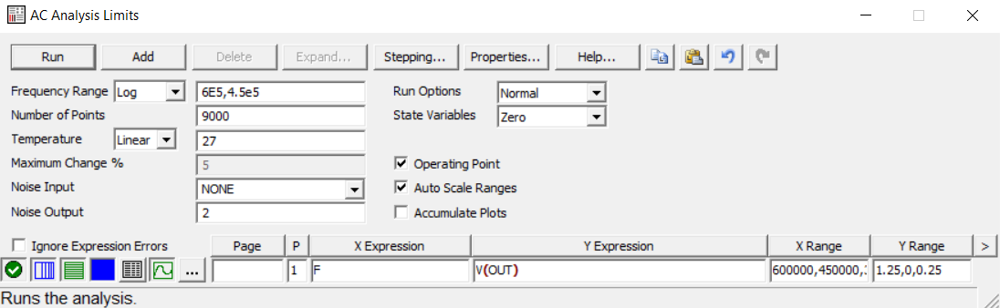 AC Analysis Limits
Run Add Delete Expand... Stepping... Properties... Help...
Frequency Range Log 6E5,4.5e5 Run Options Normal
Number of Points 9000 State Variables Zero
Temperature Linear 27
Maximum Change % 5 Operating Point
Noise Input NONE Auto Scale Ranges
Noise Output 2 Accumulate Plots
Ignore Expression Errors Page P X Expression Y Expression X Range Y Range >
... 1 F V(OUT) 600000,450000, 1.25,0,0.25
Runs the analysis.